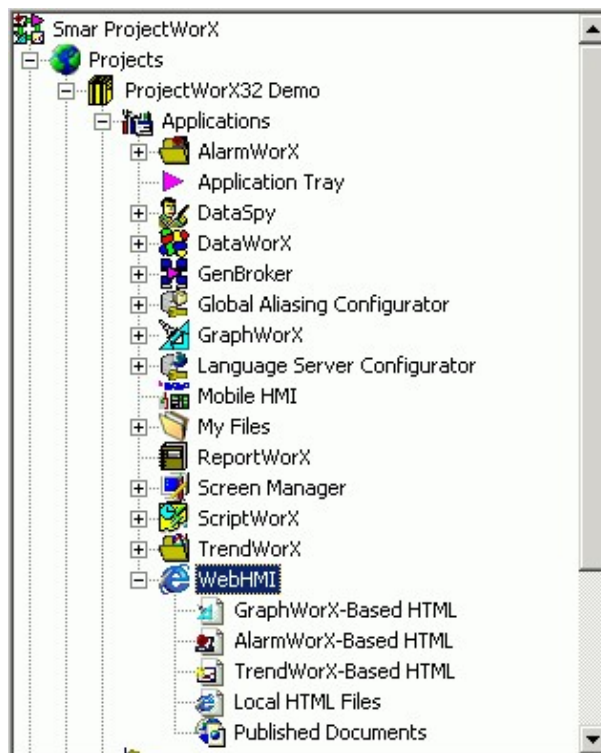 Smar ProjectWorX
Projects
ProjectWorX32 Demo
Applications
AlarmWorX
Application Tray
DataSpy
DataWorX
GenBroker
Global Aliasing Configurator
GraphWorX
Language Server Configurator
Mobile HMI
My Files
ReportWorX
Screen Manager
ScriptWorX
TrendWorX
WebHMI
GraphWorX-Based HTML
AlarmWorX-Based HTML
TrendWorX-Based HTML
Local HTML Files
Published Documents